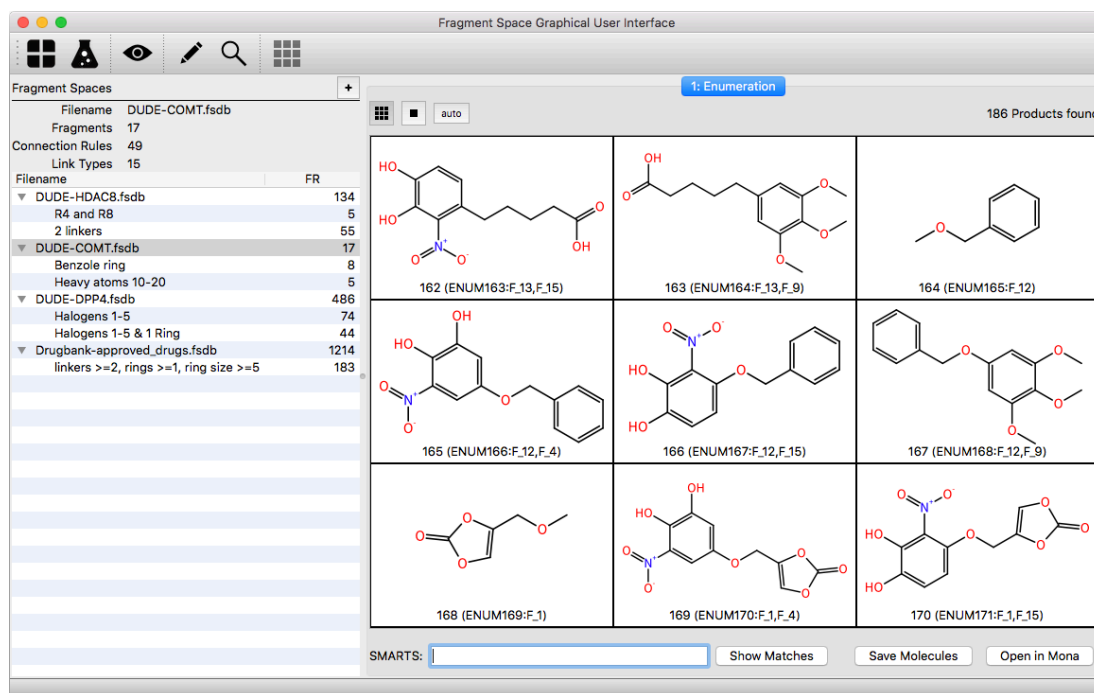 Fragment Space Graphical User Interface
Fragment Spaces +
Filename DUDE-COMT.fsdb
Fragments 17
Connection Rules 49
Link Types 15
Filename FR
DUDE-HDAC8.fsdb 134
R4 and R8 5
2 linkers 55
DUDE-COMT.fsdb 17
Benzole ring 8
Heavy atoms 10-20 5
DUDE-DPP4.fsdb 486
Halogens 1-5 74
Halogens 1-5 & 1 Ring 44
Drugbank-approved_drugs.fsdb 1214
linkers >=2, rings >=1, ring size >=5 183
1: Enumeration
auto 186 Products found
HO HO N+ O O- O OH
162 (ENUM163:F_13,F_15)
OH O O O O
163 (ENUM164:F_13,F_9)
O
164 (ENUM165:F_12)
OH HO O N+ O- O
165 (ENUM166:F_12,F_4)
O N+ O- HO HO O
166 (ENUM167:F_12,F_15)
O O O O
167 (ENUM168:F_12,F_9)
O O O O
168 (ENUM169:F_1)
OH HO O N+ O- O O O O
169 (ENUM170:F_1,F_4)
O N+ O- HO HO O O O O
170 (ENUM171:F_1,F_15)
SMARTS: Show Matches Save Molecules Open in Mona